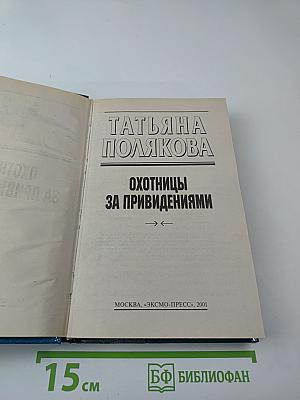 ТАТЬЯНА
ПОЛЯКОВА
ОХОТНИЦЫ
ЗА ПРИВИДЕНИЯМИ
МОСКВА, «ЭКСМО-ПРЕСС», 2001
15 см
БФ БИБЛИОФАН